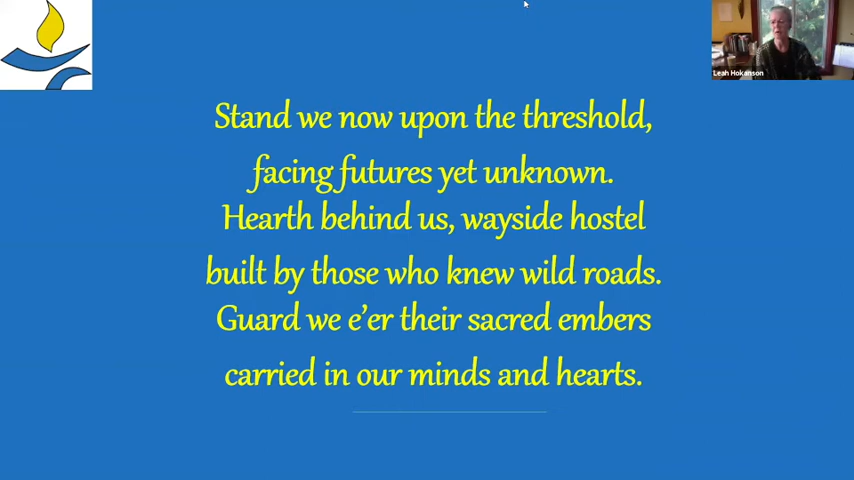 Leah Hokanson
Stand we now upon the threshold,
facing futures yet unknown.
Hearth behind us, wayside hostel
built by those who knew wild roads.
Guard we e’er their sacred embers
carried in our minds and hearts.